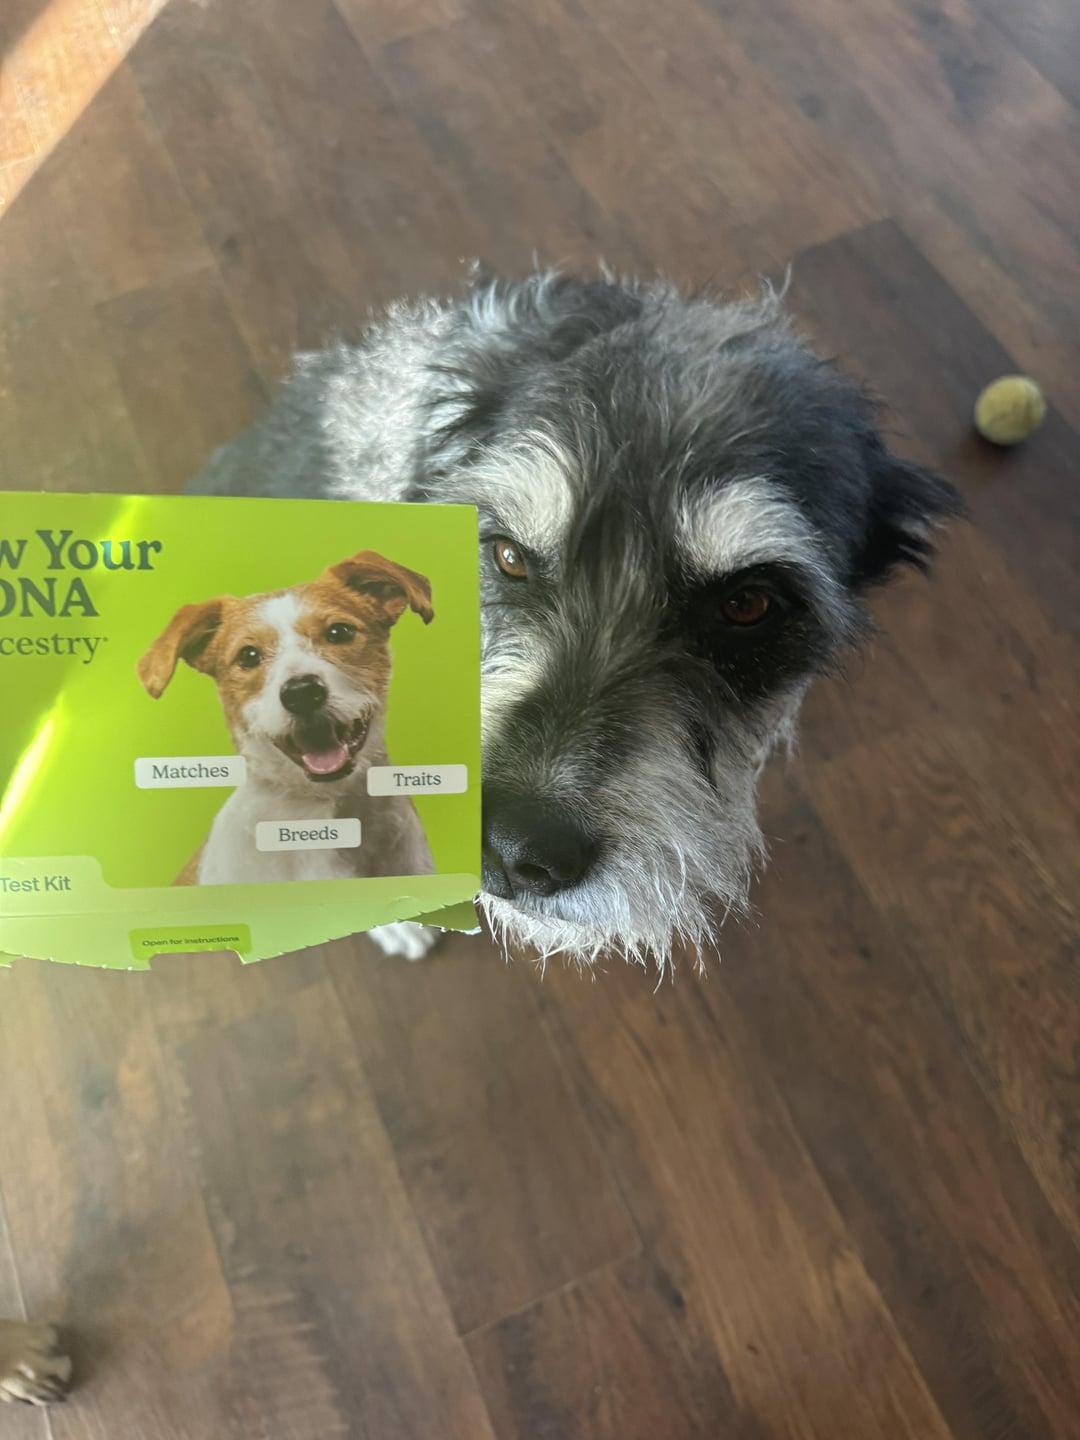 w Your
DNA
cestry
Matches
Traits
Breeds
Test Kit
Open for instructions